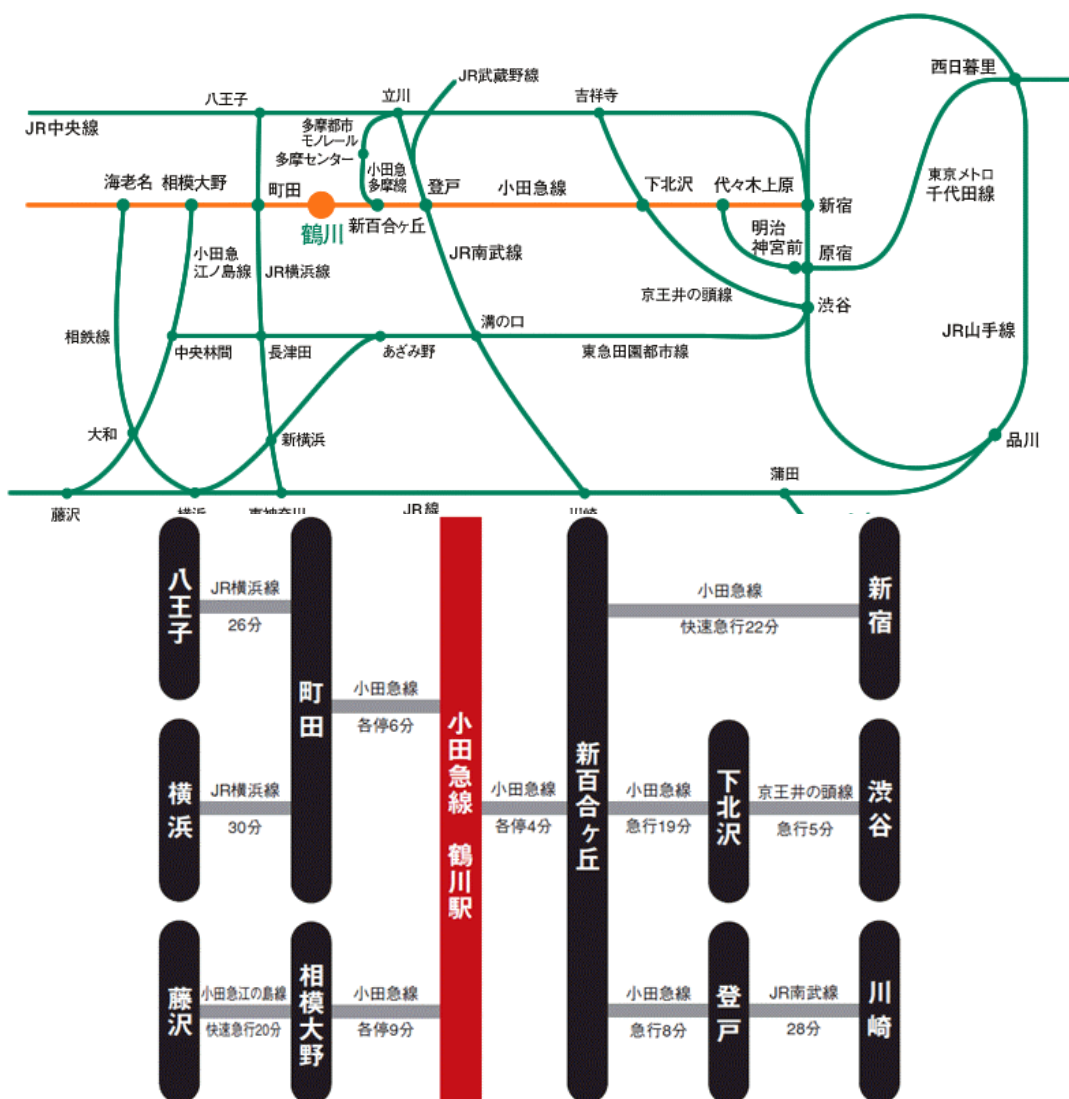 西日暮里
JR武蔵野線
八王子
立川
吉祥寺
JR中央線
多摩都市
モノレール
多摩センター
小田急
多摩線
海老名
相模大野
町田
鶴川
新百合ヶ丘
登戸
小田急線
下北沢
代々木上原
新宿
東京メトロ
千代田線
明治
神宮前
原宿
小田急
江ノ島線
JR横浜線
JR南武線
京王井の頭線
渋谷
相鉄線
中央林間
長津田
あざみ野
溝の口
東急田園都市線
JR山手線
大和
新横浜
品川
蒲田
藤沢
横浜
東神奈川
JR線
川崎
八王子
JR横浜線
26分
町田
小田急線
各停6分
横浜
JR横浜線
30分
藤沢
小田急江の島線
快速急行20分
相模大野
小田急線
各停9分
小田急線 鶴川駅
小田急線
各停4分
新百合ヶ丘
小田急線
快速急行22分
新宿
小田急線
急行19分
下北沢
京王井の頭線
急行5分
渋谷
小田急線
急行8分
登戸
JR南武線
28分
川崎